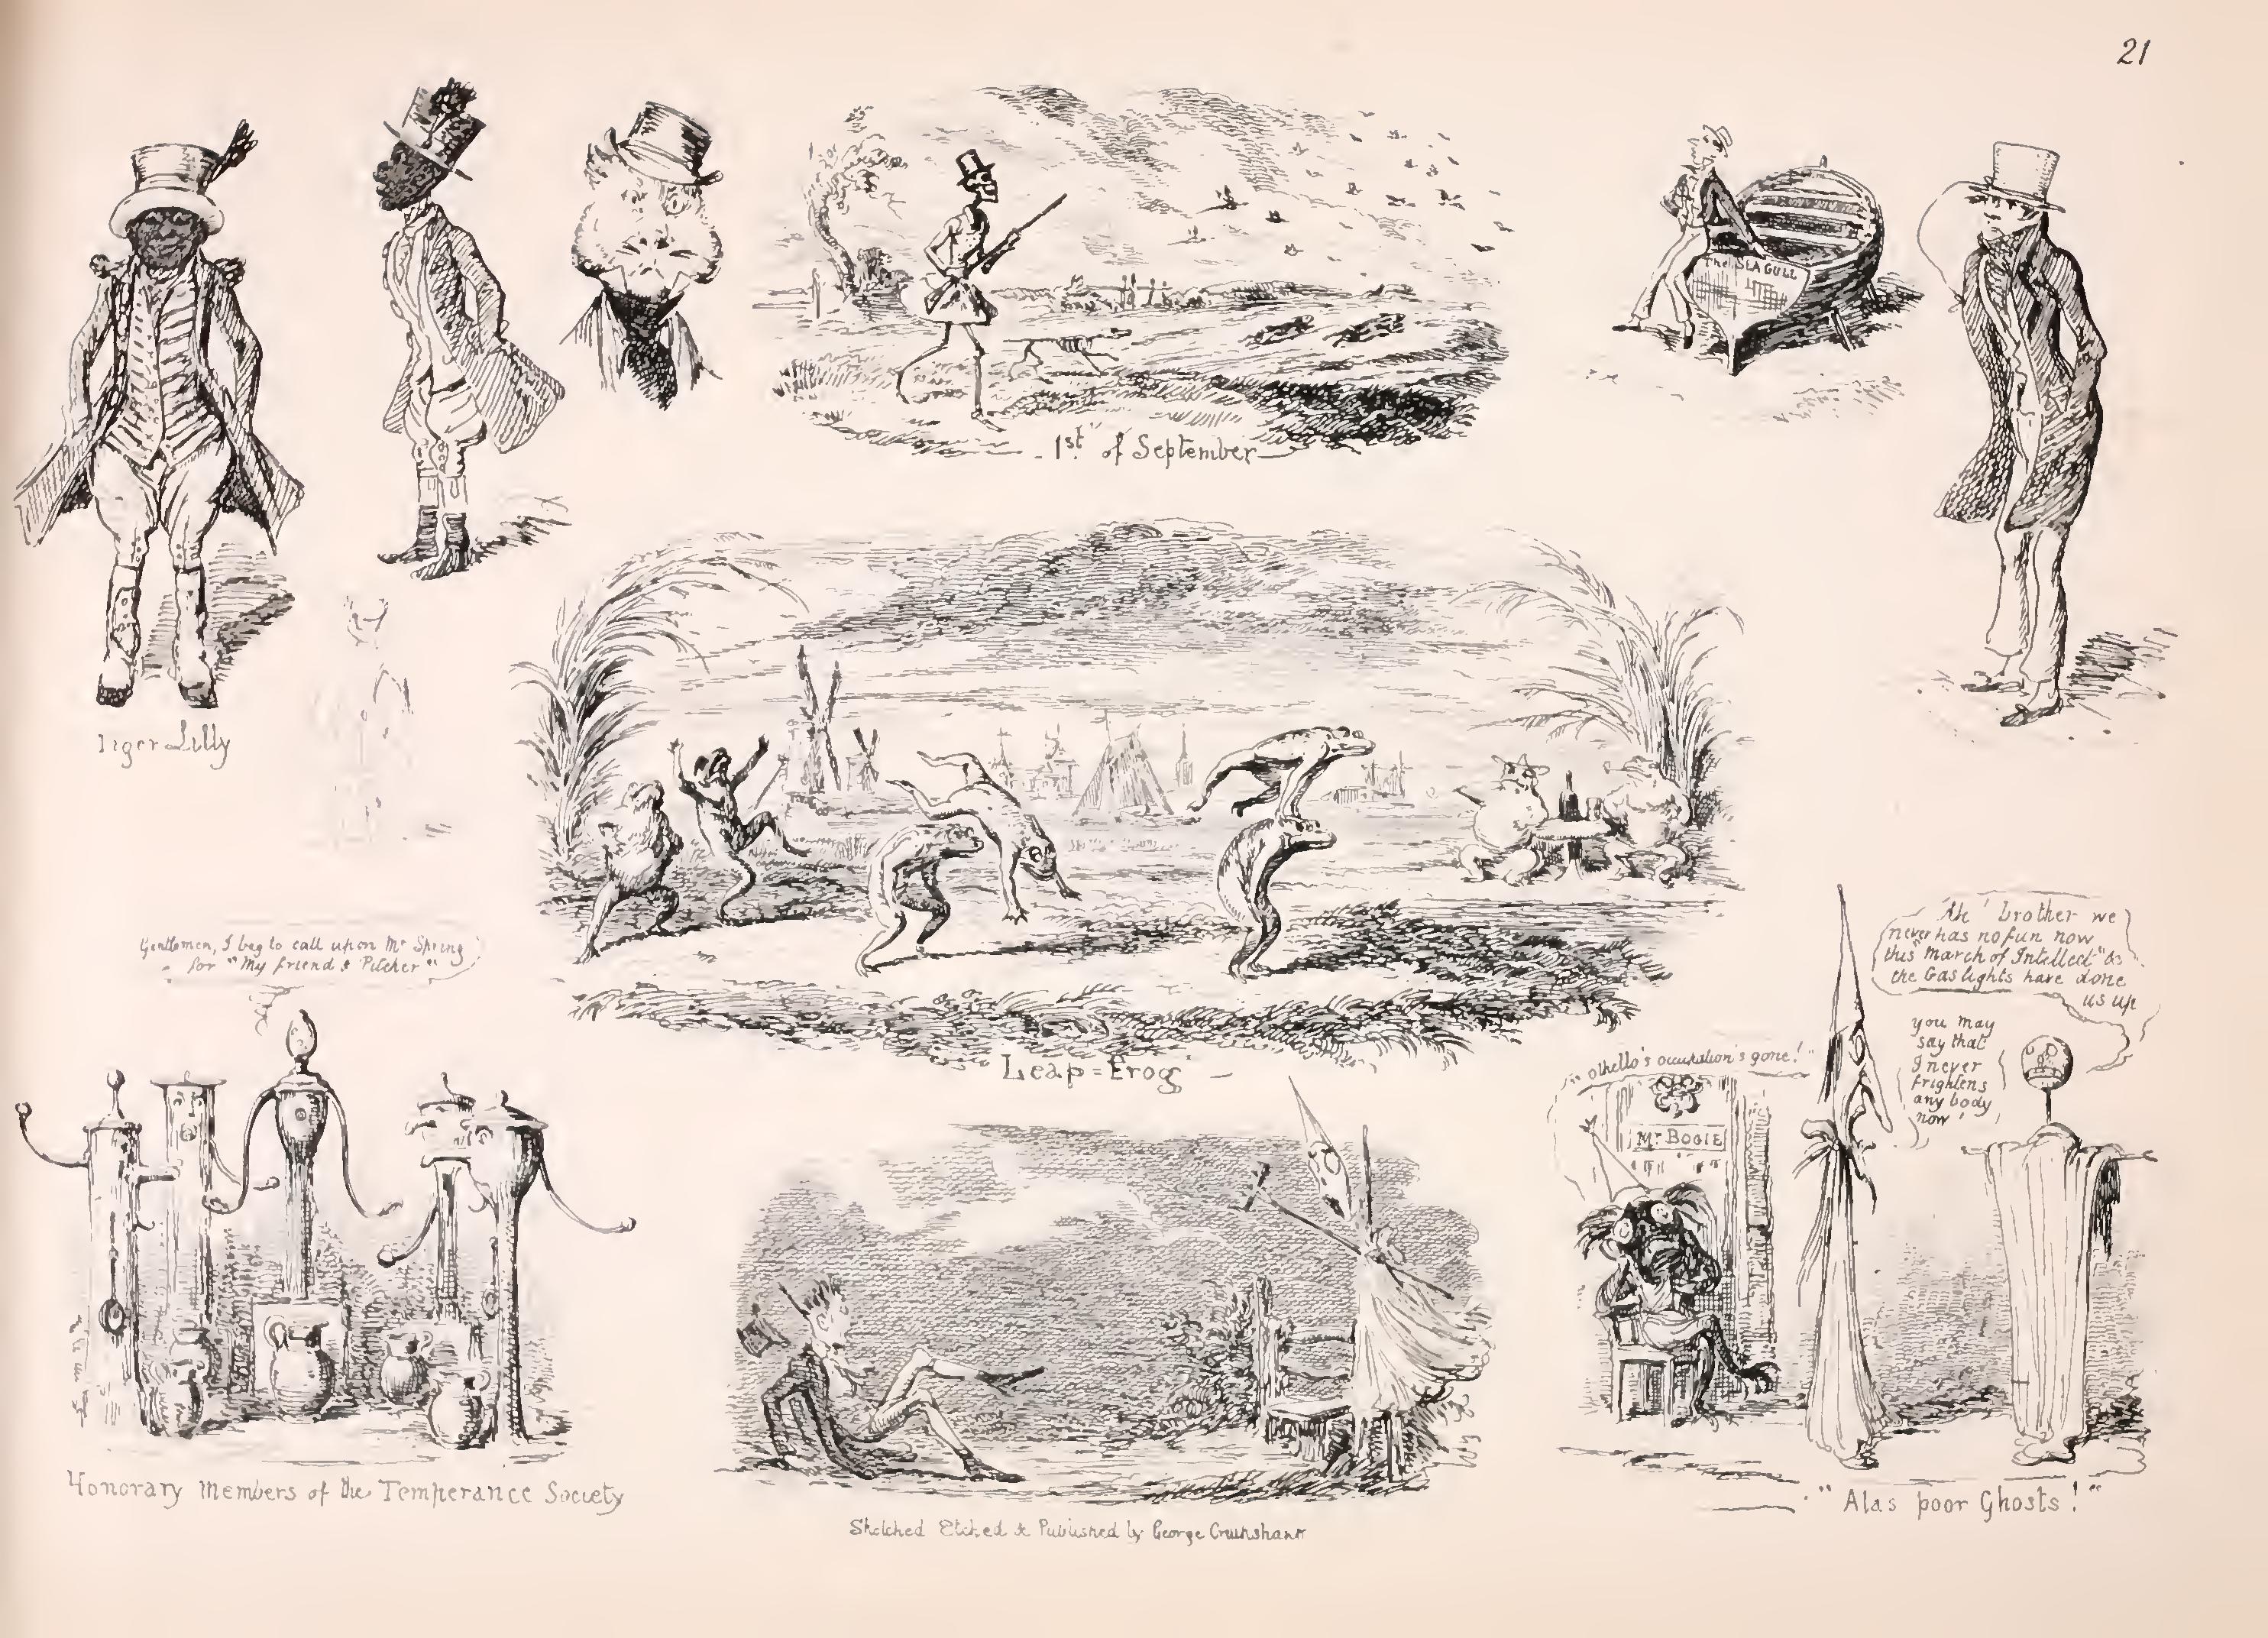 21
The SEA GULL
1st of September
Tiger Lilly
Gentlemen, I beg to call upon Mr Spring
for "My friend & Pitcher"
Leap=Frog
Ah! brother we
never has no fun now
this "March of Intellect" &
the Gas lights have done
us up
you may
say that
I never
frightens
any body
now!
"Othello's occupation's gone!"
Mr BOGIE
Honorary Members of the Temperance Society
"Alas poor Ghosts!"
Sketched Etched & Published by George Cruikshank